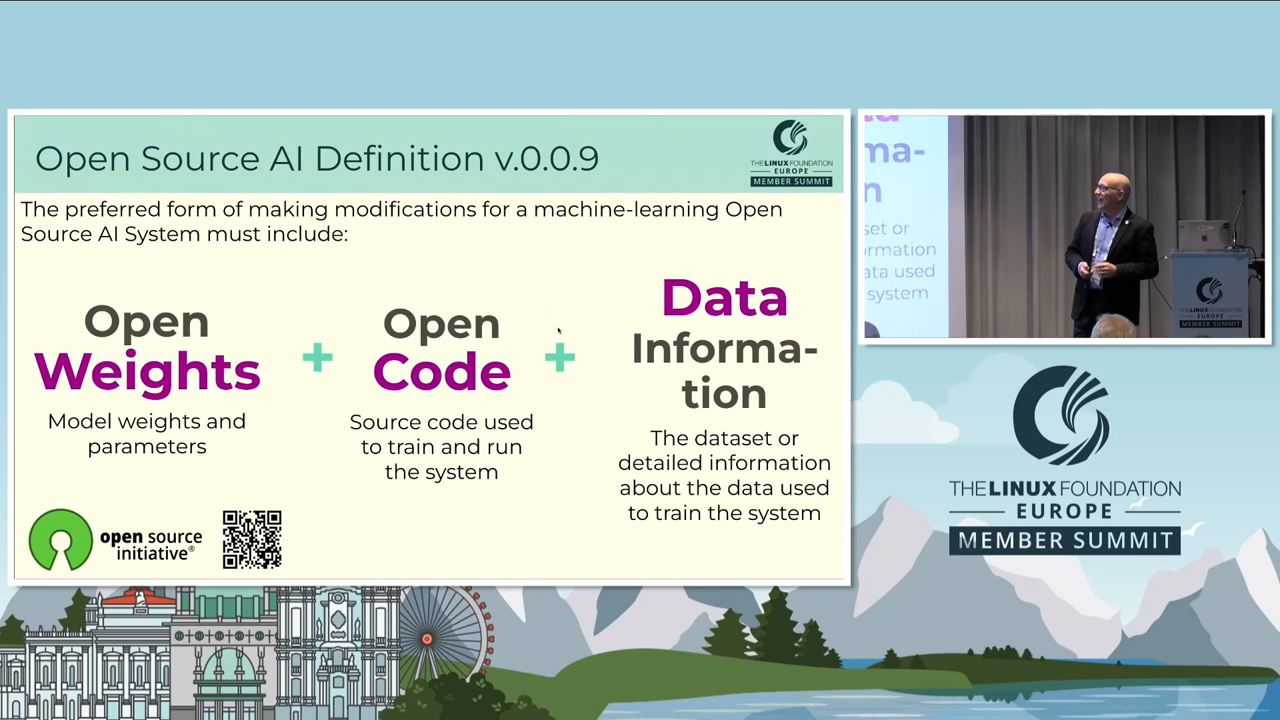 Open Source AI Definition v.0.0.9
THE LINUX FOUNDATION
EUROPE
MEMBER SUMMIT
The preferred form of making modifications for a machine-learning Open
Source AI System must include:
Open
Weights
Model weights and
parameters
+
Open
Code
Source code used
to train and run
the system
+
Data
Informa-
tion
The dataset or
detailed information
about the data used
to train the system
open source
initiative®
ma-
n
set or
rmation
ata used
system
THE LINUX FOUNDATION
EUROPE
MEMBER SUMMIT
THE LINUX FOUNDATION
EUROPE
MEMBER SUMMIT